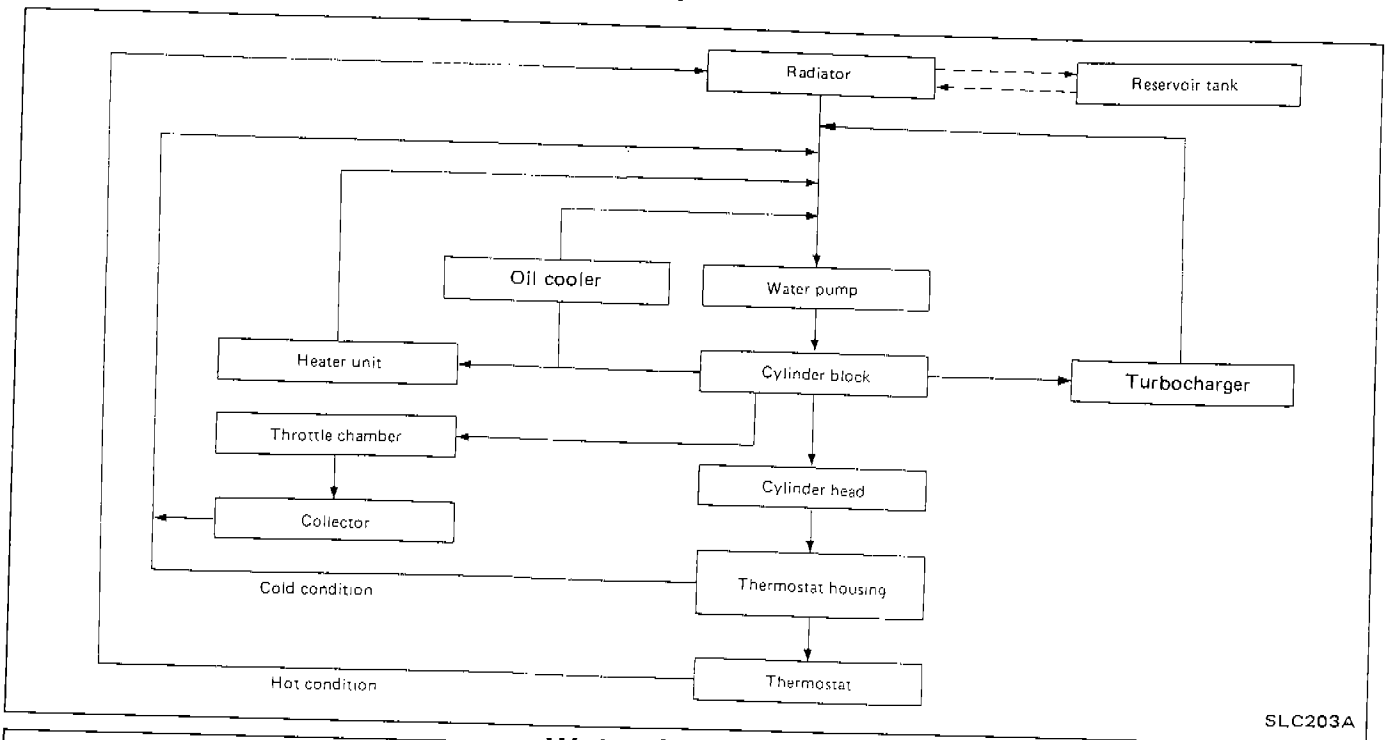 Radiator
Reservoir tank
Oil cooler
Water pump
Heater unit
Cylinder block
Turbocharger
Throttle chamber
Cylinder head
Collector
Cold condition
Thermostat housing
Hot condition
Thermostat
SLC203A